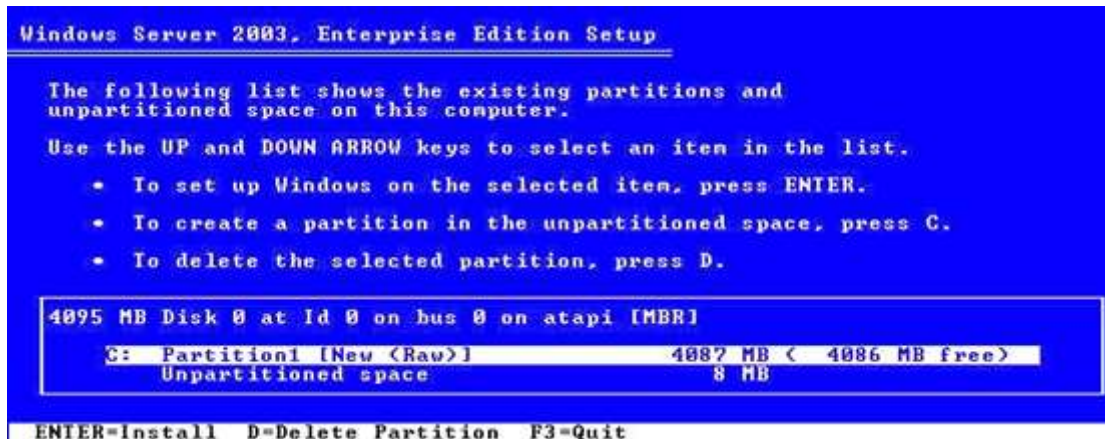 Windows Server 2003, Enterprise Edition Setup
The following list shows the existing partitions and
unpartitioned space on this computer.
Use the UP and DOWN ARROW keys to select an item in the list.
• To set up Windows on the selected item, press ENTER.
• To create a partition in the unpartitioned space, press C.
• To delete the selected partition, press D.
4095 MB Disk 0 at Id 0 on bus 0 on atapi [MBR]
C: Partition1 [New (Raw)] 4087 MB ( 4086 MB free)
Unpartitioned space 8 MB
ENTER=Install D=Delete Partition F3=Quit